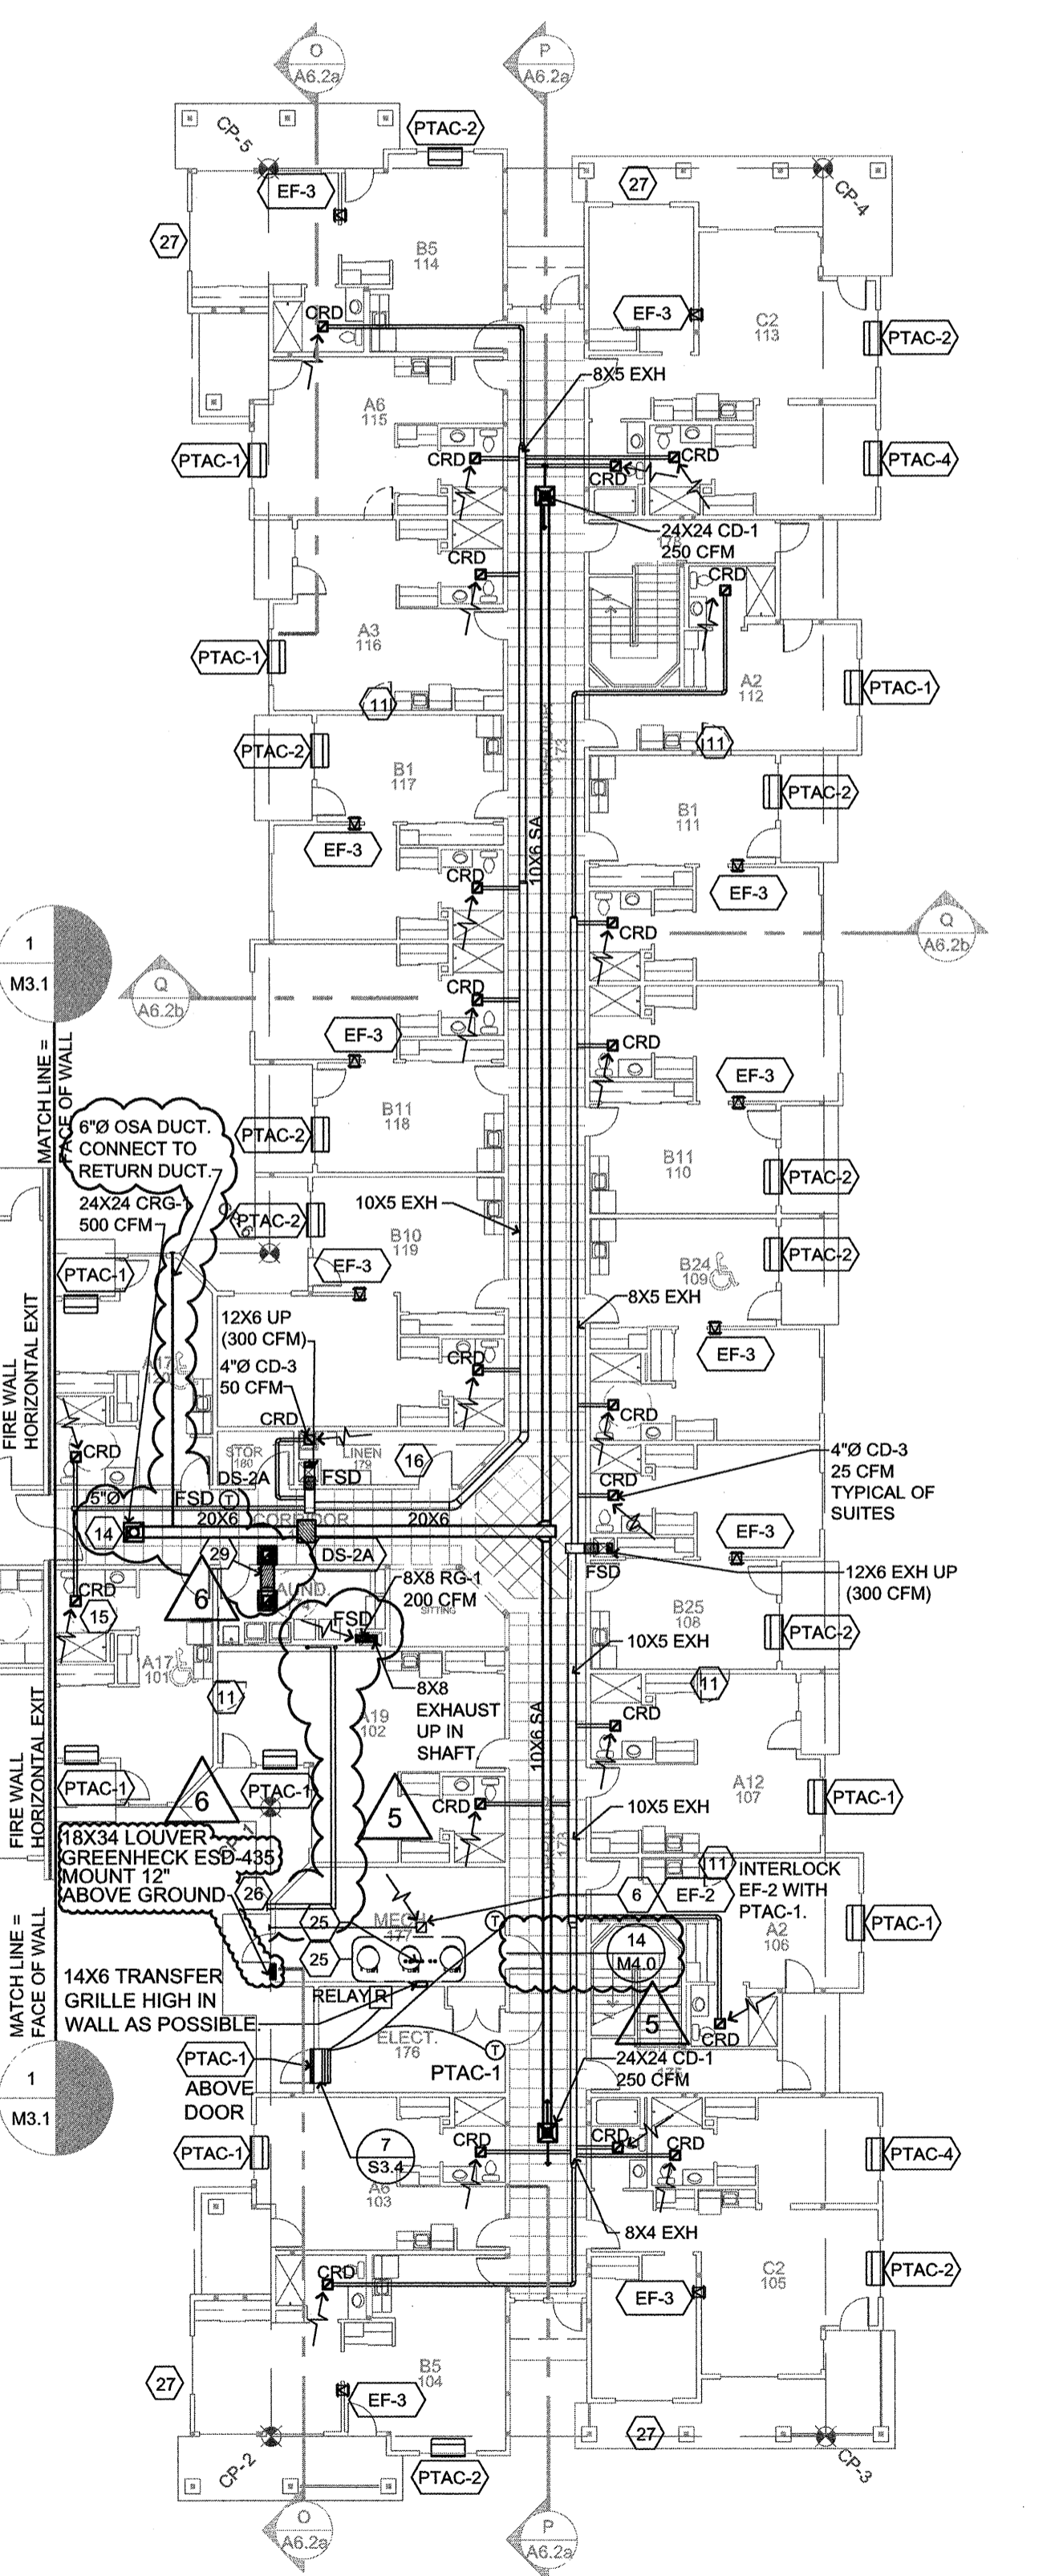 O
A6.2a
P
A6.2a
PTAC-2
CP-5
EF-3
27
27
CP-4
B5
114
CRD
EF-3
C2
113
PTAC-2
8X5 EXH
A6
115
PTAC-1
CRD
CRD
CRD
PTAC-4
24X24 CD-1
250 CFM
178
CRD
CRD
A3
116
PTAC-1
A2
112
PTAC-1
11
11
PTAC-2
B1
117
173
PTAC-2
B1
111
EF-3
10X6 SA
EF-3
CRD
CRD
1
M3.1
Q
A6.2b
Q
A6.2b
CRD
EF-3
CRD
EF-3
MATCH LINE =
FACE OF WALL
6"Ø OSA DUCT.
CONNECT TO
RETURN DUCT.
B11
118
PTAC-2
B11
110
PTAC-2
24X24 CRG-1
500 CFM
PTAC-2
10X5 EXH
B10
119
PTAC-1
EF-3
B24
109
PTAC-2
8X5 EXH
12X6 UP
(300 CFM)
4"Ø CD-3
50 CFM
EF-3
CRD
FIRE WALL
HORIZONTAL EXIT
CRD
CRD
CRD
STOR
180
LINEN
179
16
DS-2A
FSD
4"Ø CD-3
25 CFM
TYPICAL OF
SUITES
CRD
5"Ø
FSD
T
20X6
CORRIDOR
20X6
14
29
DS-2A
EF-3
FSD
12X6 EXH UP
(300 CFM)
6
8X8 RG-1
200 CFM
SITTING
CRD
15
FSD
B25
108
PTAC-2
10X5 EXH
A17
101
11
8X8
EXHAUST
UP IN
SHAFT.
A19
102
11
CRD
10X6 SA
FIRE WALL
HORIZONTAL EXIT
PTAC-1
6
PTAC-1
5
CRD
A12
107
PTAC-1
10X5 EXH
173
18X34 LOUVER
GREENHECK ESD-435
MOUNT 12"
ABOVE GROUND
26
11
INTERLOCK
EF-2 WITH
PTAC-1.
6
EF-2
25
MECH
177
T
A2
106
PTAC-1
14
M4.0
25
MATCH LINE =
FACE OF WALL
14X6 TRANSFER
GRILLE HIGH IN
WALL AS POSSIBLE.
RELAY
R
5
CRD
ELECT.
176
T
PTAC-1
PTAC-1
ABOVE
DOOR
24X24 CD-1
250 CFM
1
M3.1
PTAC-1
7
S3.4
CRD
CRD
CRD
PTAC-4
A6
103
8X4 EXH
CRD
C2
105
PTAC-2
EF-3
27
B5
104
EF-3
27
CP-2
PTAC-2
CP-3
O
A6.2a
P
A6.2a